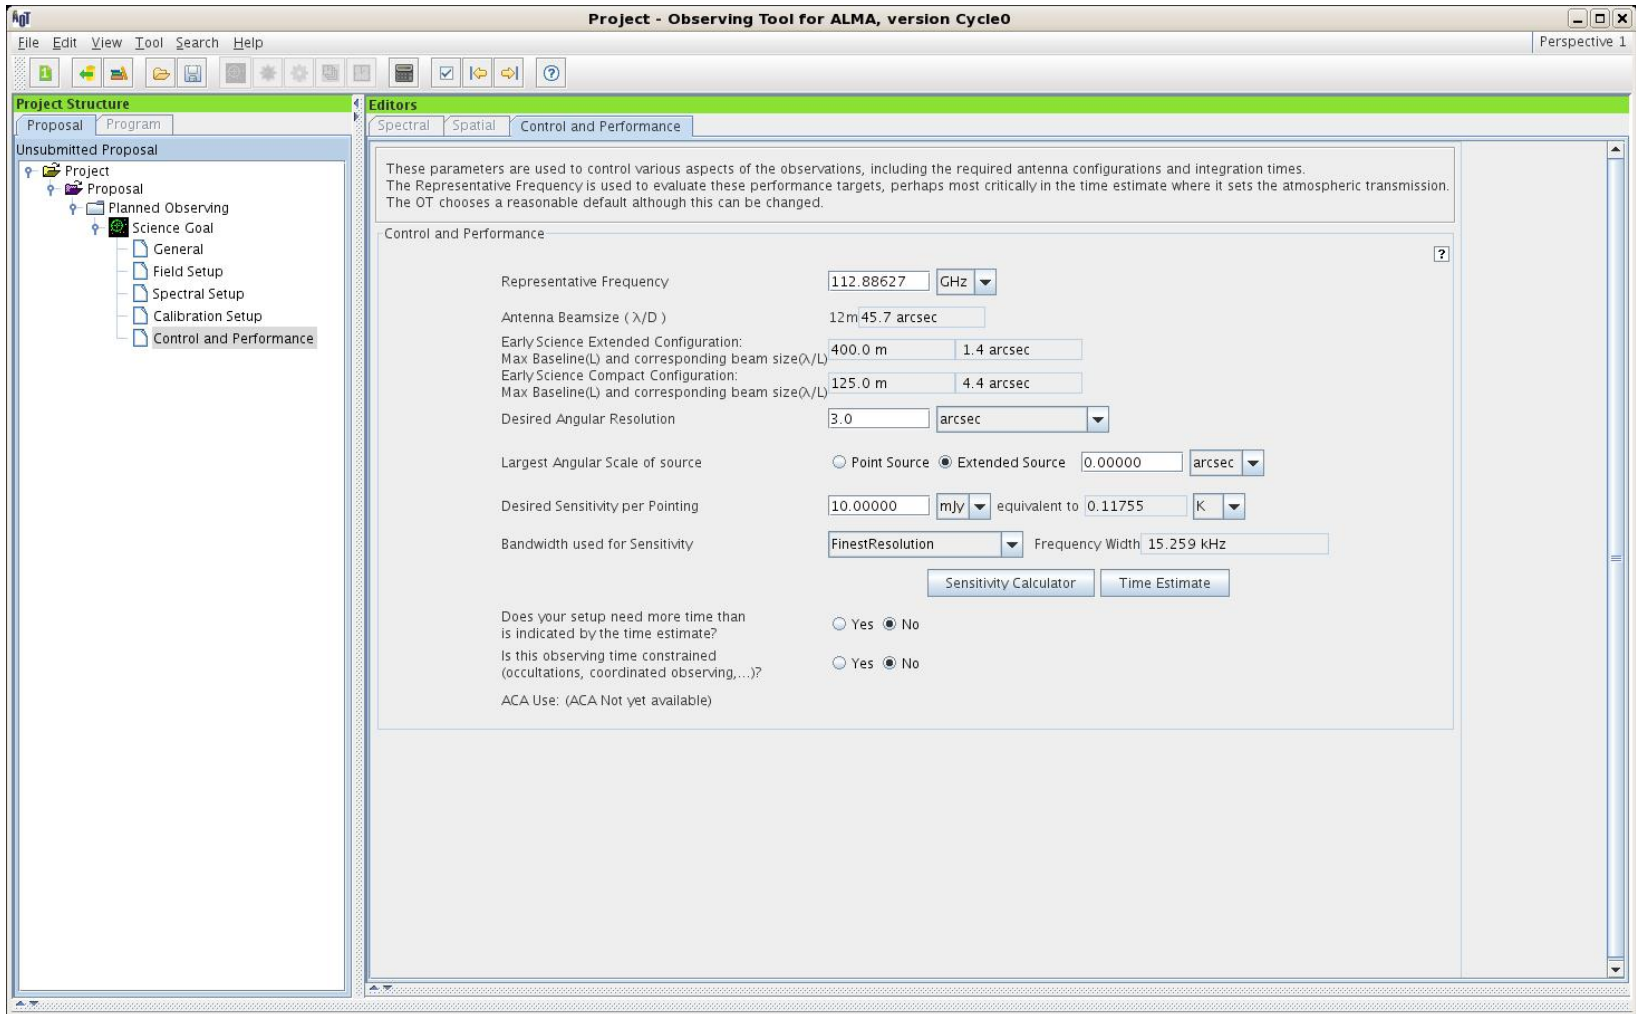 AOT
Project - Observing Tool for ALMA, version Cycle0
File Edit View Tool Search Help
Perspective 1
1
?
Project Structure
Proposal Program
Unsubmitted Proposal
Project
Proposal
Planned Observing
Science Goal
General
Field Setup
Spectral Setup
Calibration Setup
Control and Performance
Editors
Spectral Spatial Control and Performance
These parameters are used to control various aspects of the observations, including the required antenna configurations and integration times.
The Representative Frequency is used to evaluate these performance targets, perhaps most critically in the time estimate where it sets the atmospheric transmission.
The OT chooses a reasonable default although this can be changed.
Control and Performance
?
Representative Frequency 112.88627 GHz
Antenna Beamsize ( λ/D ) 12m 45.7 arcsec
Early Science Extended Configuration:
Max Baseline(L) and corresponding beam size(λ/L) 400.0 m 1.4 arcsec
Early Science Compact Configuration:
Max Baseline(L) and corresponding beam size(λ/L) 125.0 m 4.4 arcsec
Desired Angular Resolution 3.0 arcsec
Largest Angular Scale of source Point Source Extended Source 0.00000 arcsec
Desired Sensitivity per Pointing 10.00000 mJy equivalent to 0.11755 K
Bandwidth used for Sensitivity FinestResolution Frequency Width 15.259 kHz
Sensitivity Calculator Time Estimate
Does your setup need more time than
is indicated by the time estimate? Yes No
Is this observing time constrained
(occultations, coordinated observing,...)? Yes No
ACA Use: (ACA Not yet available)